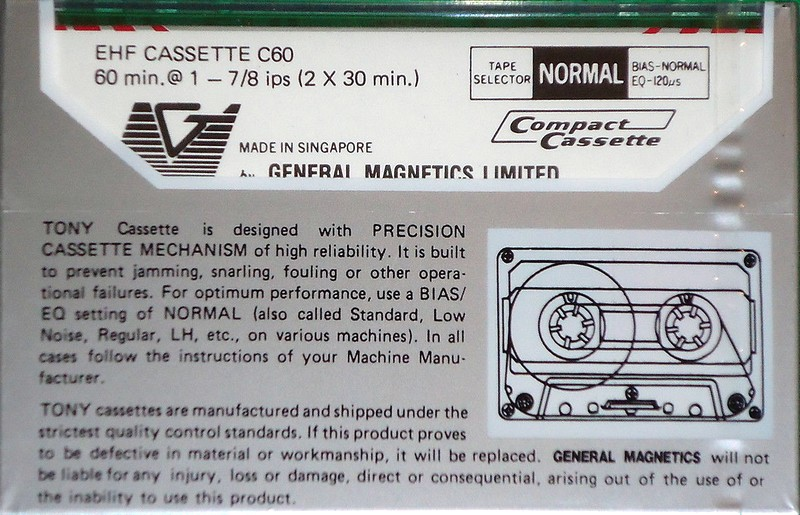 EHF CASSETTE C60
60 min.@ 1 – 7/8 ips (2 X 30 min.)
TAPE
SELECTOR
NORMAL
BIAS-NORMAL
EQ-120µs
MADE IN SINGAPORE
by GENERAL MAGNETICS LIMITED
Compact
Cassette
TONY Cassette is designed with PRECISION
CASSETTE MECHANISM of high reliability. It is built
to prevent jamming, snarling, fouling or other opera-
tional failures. For optimum performance, use a BIAS/
EQ setting of NORMAL (also called Standard, Low
Noise, Regular, LH, etc., on various machines). In all
cases follow the instructions of your Machine Manu-
facturer.
TONY cassettes are manufactured and shipped under the
strictest quality control standards. If this product proves
to be defective in material or workmanship, it will be replaced. GENERAL MAGNETICS will not
be liable for any injury, loss or damage, direct or consequential, arising out of the use of or
the inability to use this product.